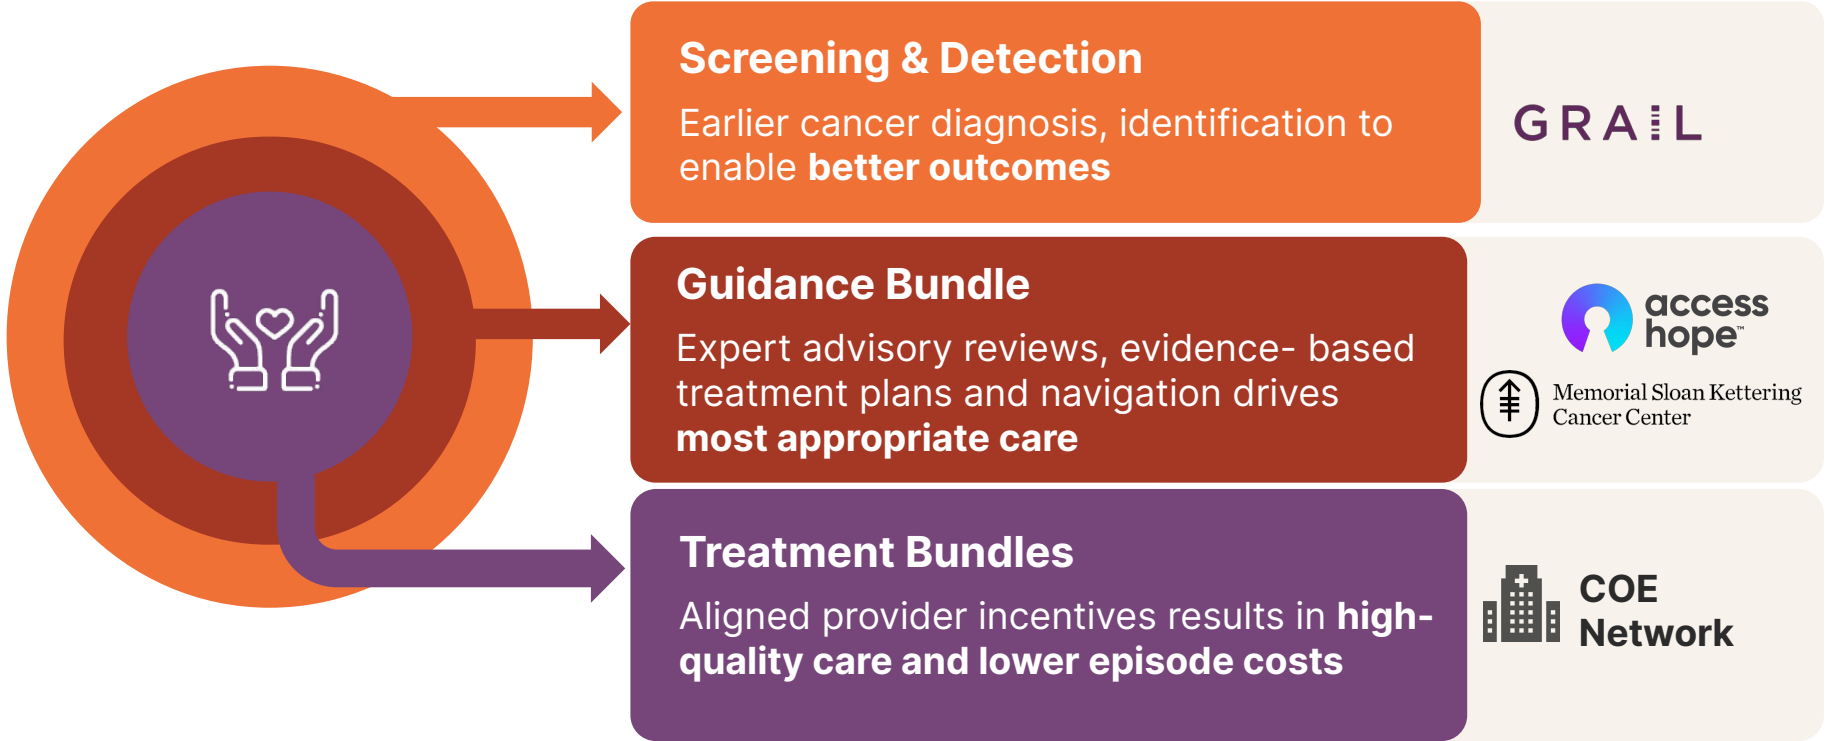 Screening & Detection
Earlier cancer diagnosis, identification to
enable better outcomes
GRAIL
Guidance Bundle
Expert advisory reviews, evidence- based
treatment plans and navigation drives
most appropriate care
access
hope™
Memorial Sloan Kettering
Cancer Center
Treatment Bundles
Aligned provider incentives results in high-
quality care and lower episode costs
COE
Network